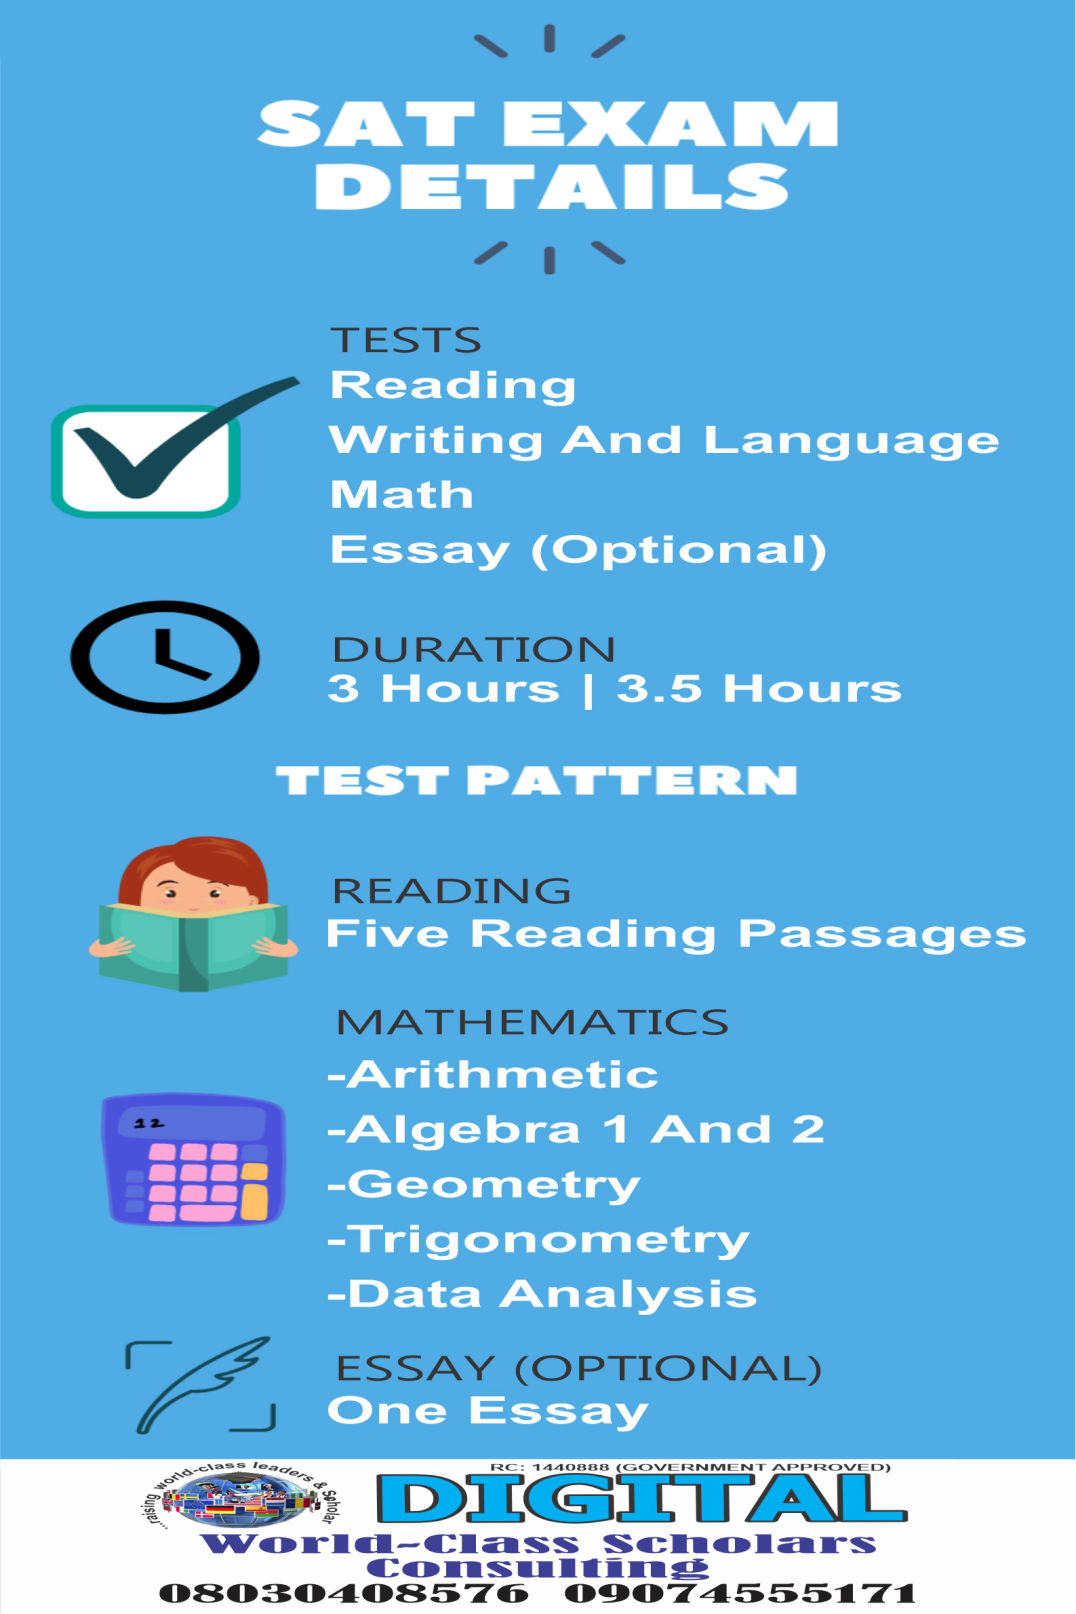 SAT EXAM
DETAILS
TESTS
Reading
Writing And Language
Math
Essay (Optional)
DURATION
3 Hours | 3.5 Hours
TEST PATTERN
READING
Five Reading Passages
MATHEMATICS
-Arithmetic
12
-Algebra 1 And 2
-Geometry
-Trigonometry
-Data Analysis
ESSAY (OPTIONAL)
One Essay
...raising world-class leaders & Scholar
RC: 1440888 (GOVERNMENT APPROVED)
DIGITAL
World-Class Scholars
Consulting
08030408576 09074555171